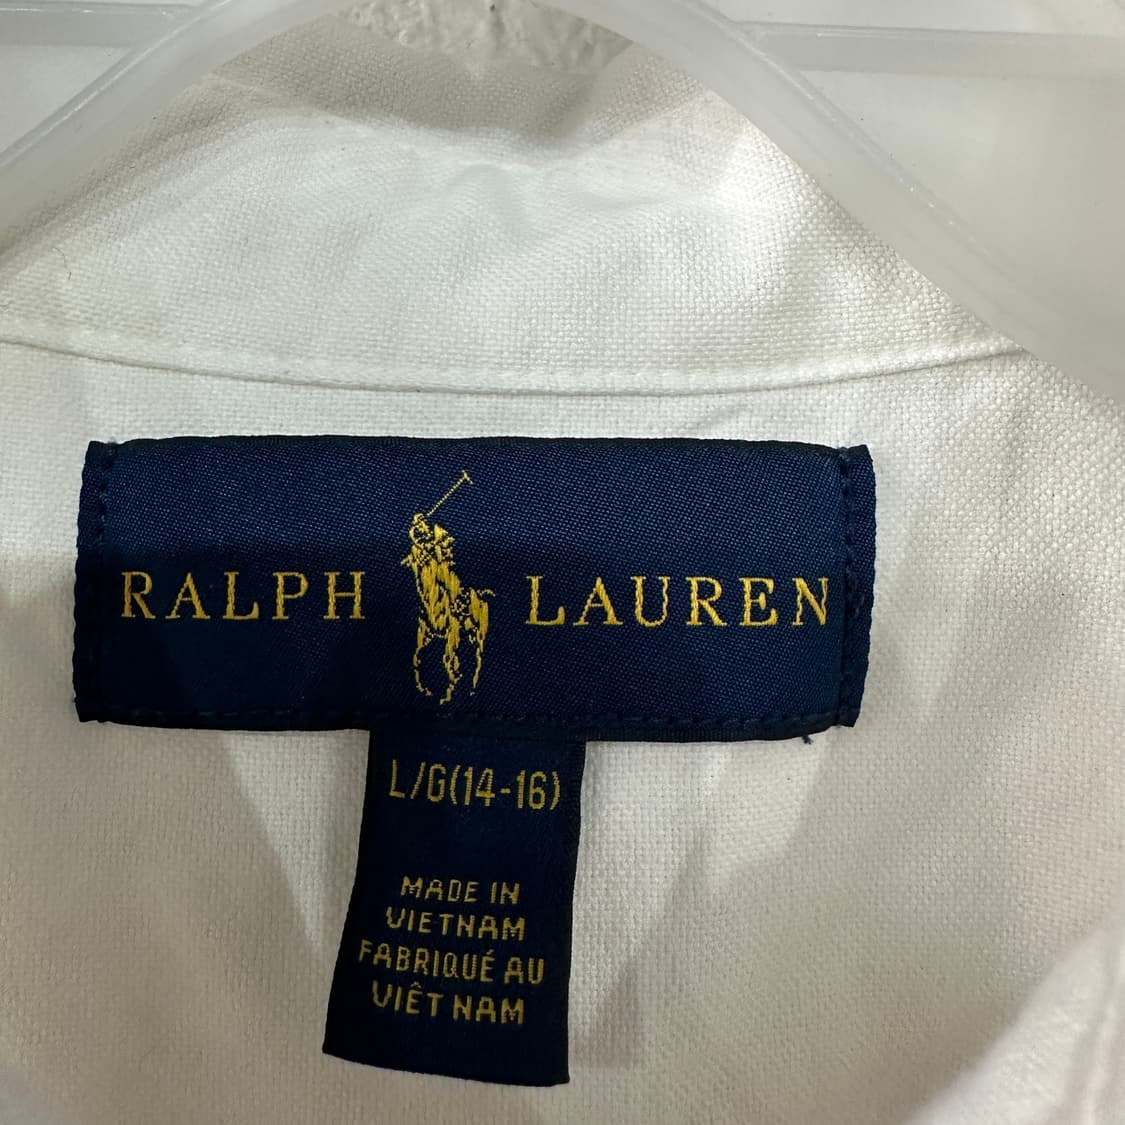 RALPH LAUREN
L/G(14-16)
MADE IN
VIETNAM
FABRIQUÉ AU
VIÊT NAM